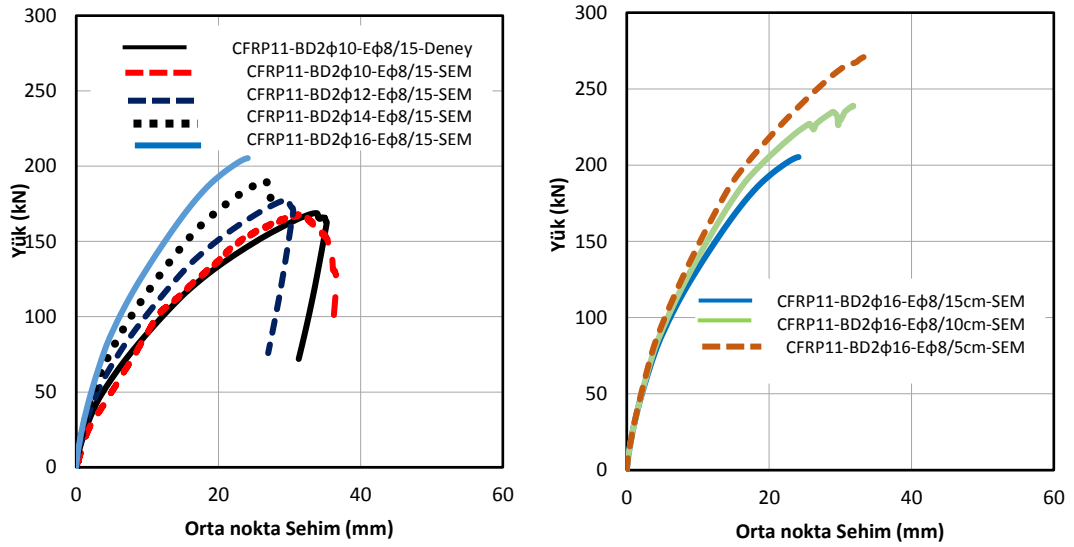 300
250
200
150
100
50
0
0
20
40
60
Yük (kN)
Orta nokta Sehim (mm)
CFRP11-BD2ϕ10-Eϕ8/15-Deney
CFRP11-BD2ϕ10-Eϕ8/15-SEM
CFRP11-BD2ϕ12-Eϕ8/15-SEM
CFRP11-BD2ϕ14-Eϕ8/15-SEM
CFRP11-BD2ϕ16-Eϕ8/15-SEM
300
250
200
150
100
50
0
0
20
40
60
Yük (kN)
Orta nokta Sehim (mm)
CFRP11-BD2ϕ16-Eϕ8/15cm-SEM
CFRP11-BD2ϕ16-Eϕ8/10cm-SEM
CFRP11-BD2ϕ16-Eϕ8/5cm-SEM